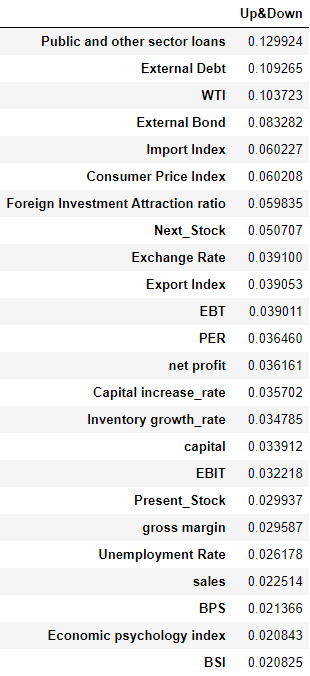 Up&Down
Public and other sector loans 0.129924
External Debt 0.109265
WTI 0.103723
External Bond 0.083282
Import Index 0.060227
Consumer Price Index 0.060208
Foreign Investment Attraction ratio 0.059835
Next_Stock 0.050707
Exchange Rate 0.039100
Export Index 0.039053
EBT 0.039011
PER 0.036460
net profit 0.036161
Capital increase_rate 0.035702
Inventory growth_rate 0.034785
capital 0.033912
EBIT 0.032218
Present_Stock 0.029937
gross margin 0.029587
Unemployment Rate 0.026178
sales 0.022514
BPS 0.021366
Economic psychology index 0.020843
BSI 0.020825